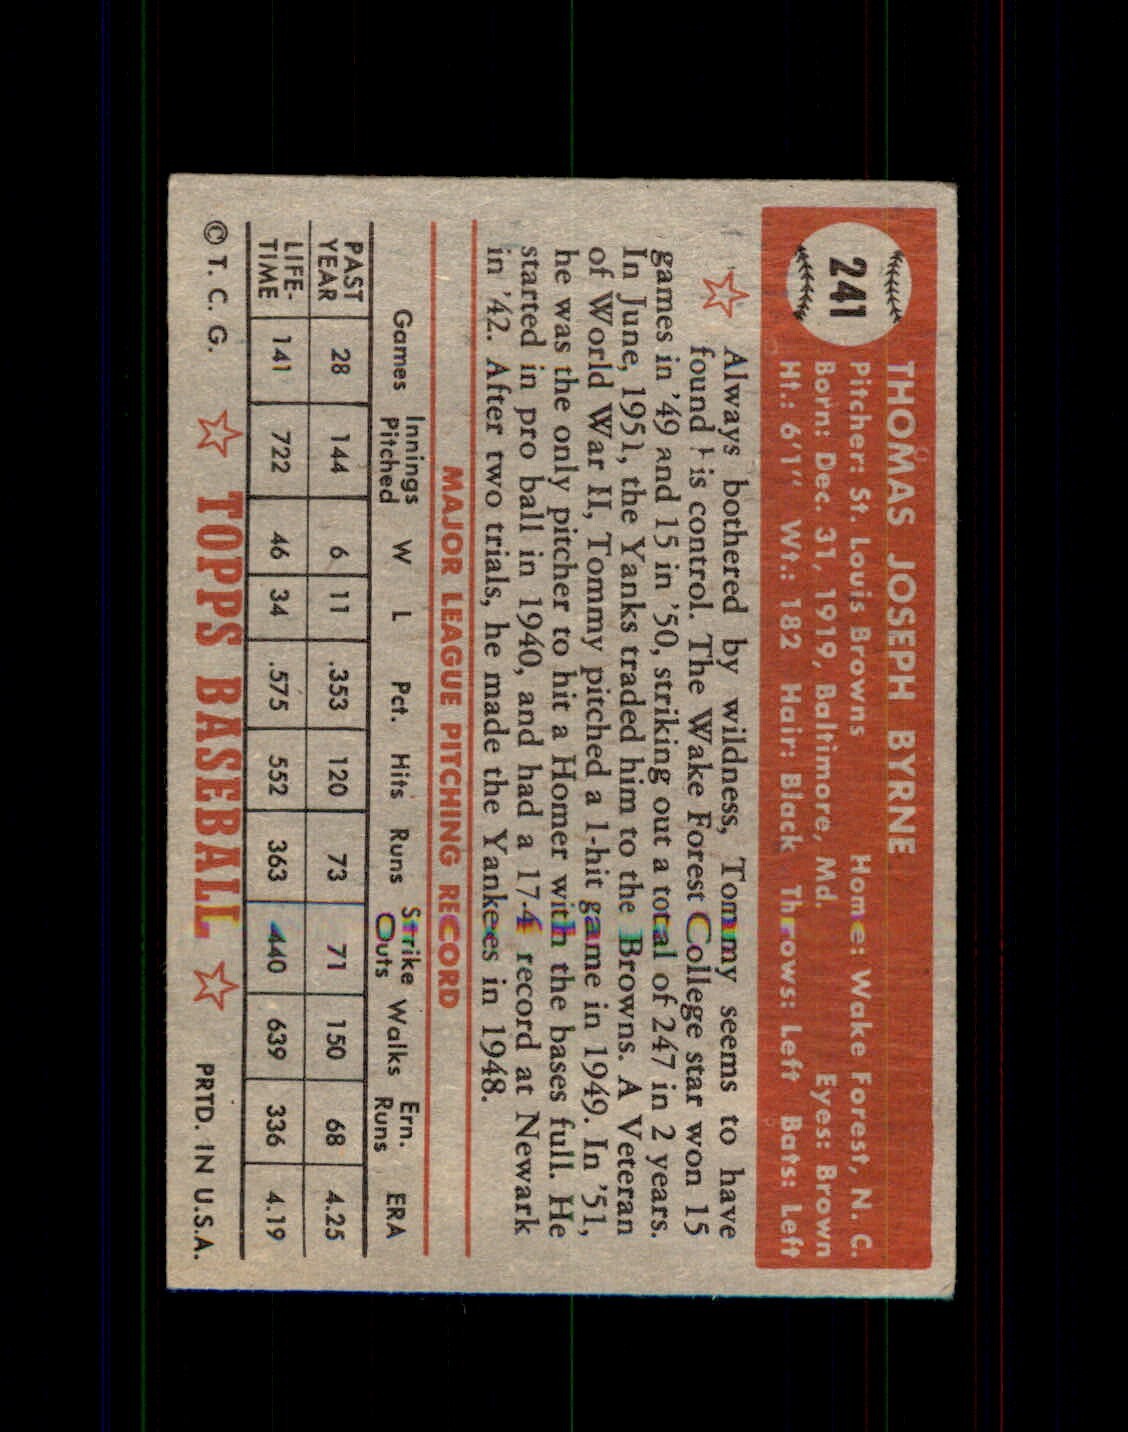 241
THOMAS JOSEPH BYRNE
Pitcher: St. Louis Browns Home: Wake Forest, N. C.
Born: Dec. 31, 1919, Baltimore, Md. Eyes: Brown
Ht.: 6'1" Wt.: 182 Hair: Black Throws: Left Bats: Left
Always bothered by wildness, Tommy seems to have
found his control. The Wake Forest College star won 15
games in '49 and 15 in '50, striking out a total of 247 in 2 years.
In June, 1951, the Yanks traded him to the Browns. A Veteran
of World War II, Tommy pitched a 1-hit game in 1949. In '51,
he was the only pitcher to hit a Homer with the bases full. He
started in pro ball in 1940, and had a 17-4 record at Newark
in '42. After two trials, he made the Yankees in 1948.
MAJOR LEAGUE PITCHING RECORD
Games Innings Pitched W L Pct. Hits Runs Strike Outs Walks Ern. Runs ERA
PAST YEAR 28 144 6 11 .353 120 73 71 150 68 4.25
LIFE-TIME 141 722 46 34 .575 552 363 440 639 336 4.19
© T. C. G. TOPPS BASEBALL PRTD. IN U.S.A.